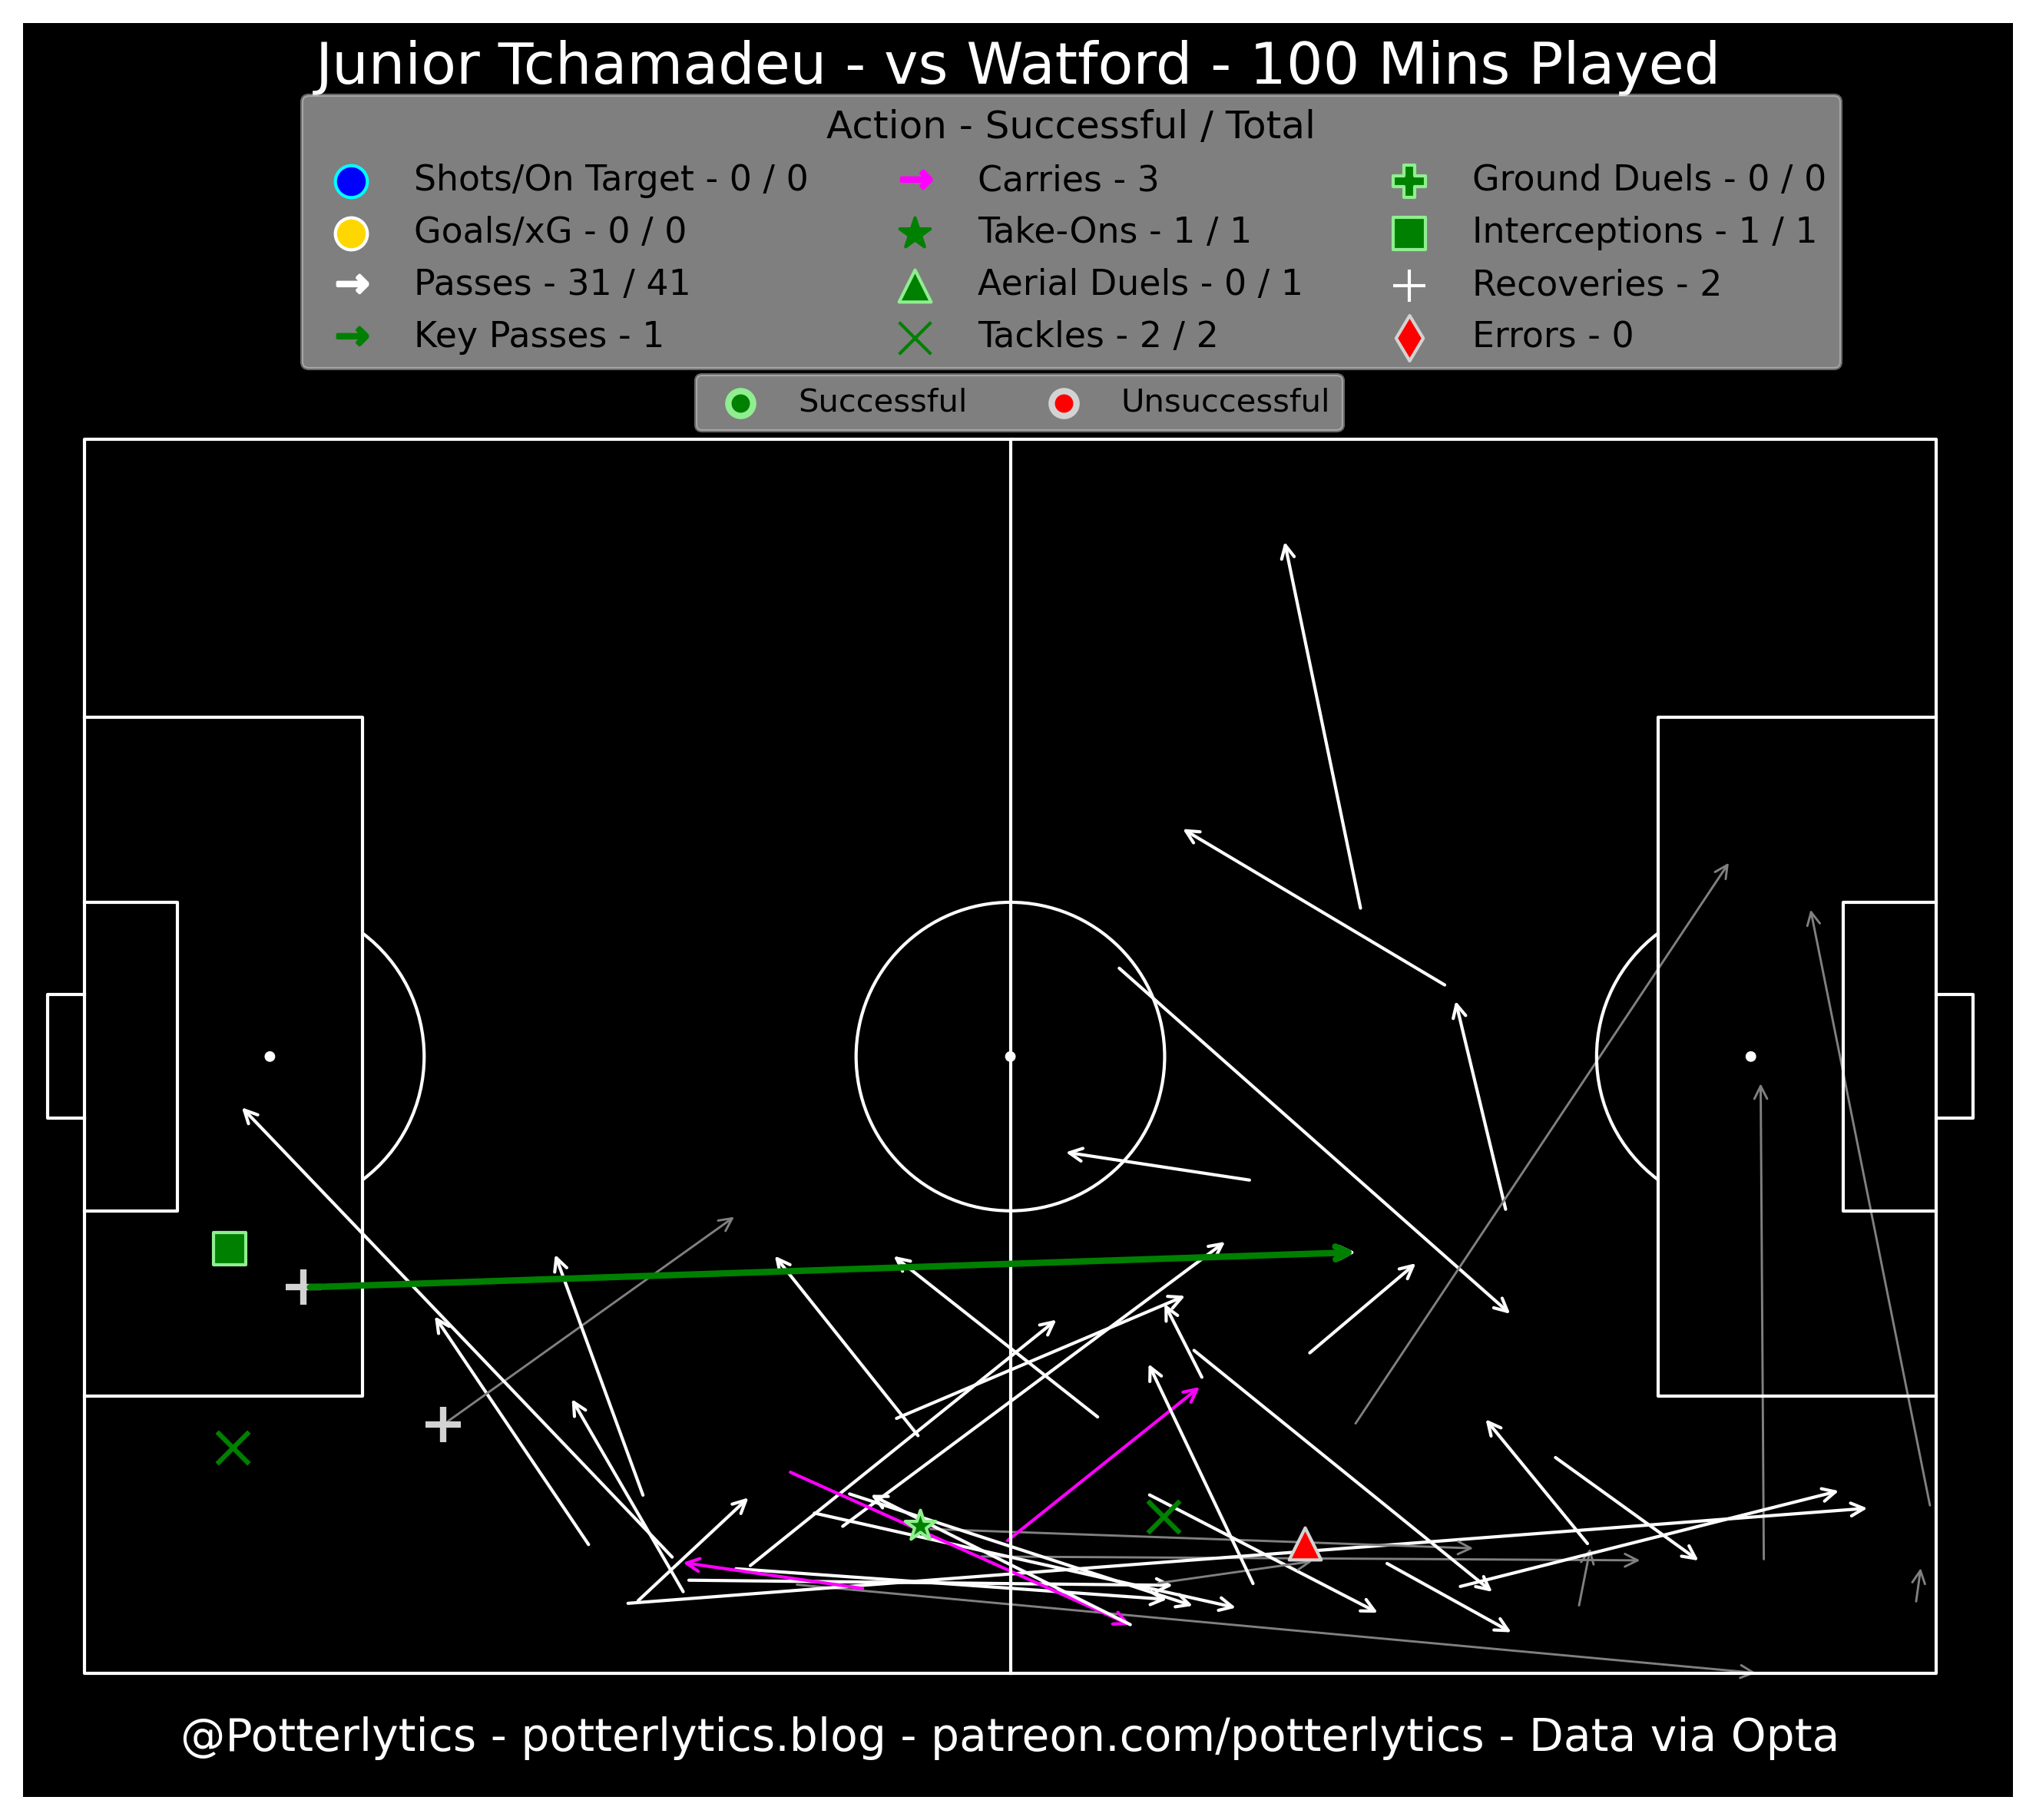 Junior Tchamadeu - vs Watford - 100 Mins Played
Action - Successful / Total
Shots/On Target - 0 / 0
Goals/xG - 0 / 0
Passes - 31 / 41
Key Passes - 1
Carries - 3
Take-Ons - 1 / 1
Aerial Duels - 0 / 1
Tackles - 2 / 2
Ground Duels - 0 / 0
Interceptions - 1 / 1
Recoveries - 2
Errors - 0
Successful
Unsuccessful
@Potterlytics - potterlytics.blog - patreon.com/potterlytics - Data via Opta